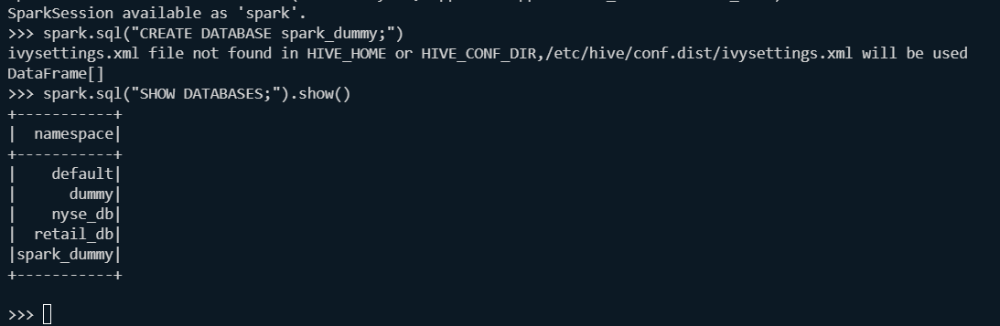 SparkSession available as 'spark'.
>>> spark.sql("CREATE DATABASE spark_dummy;")
ivysettings.xml file not found in HIVE_HOME or HIVE_CONF_DIR,/etc/hive/conf.dist/ivysettings.xml will be used
DataFrame[]
>>> spark.sql("SHOW DATABASES;").show()
+-----------+
|  namespace|
+-----------+
|    default|
|      dummy|
|    nyse_db|
|  retail_db|
|spark_dummy|
+-----------+
>>>